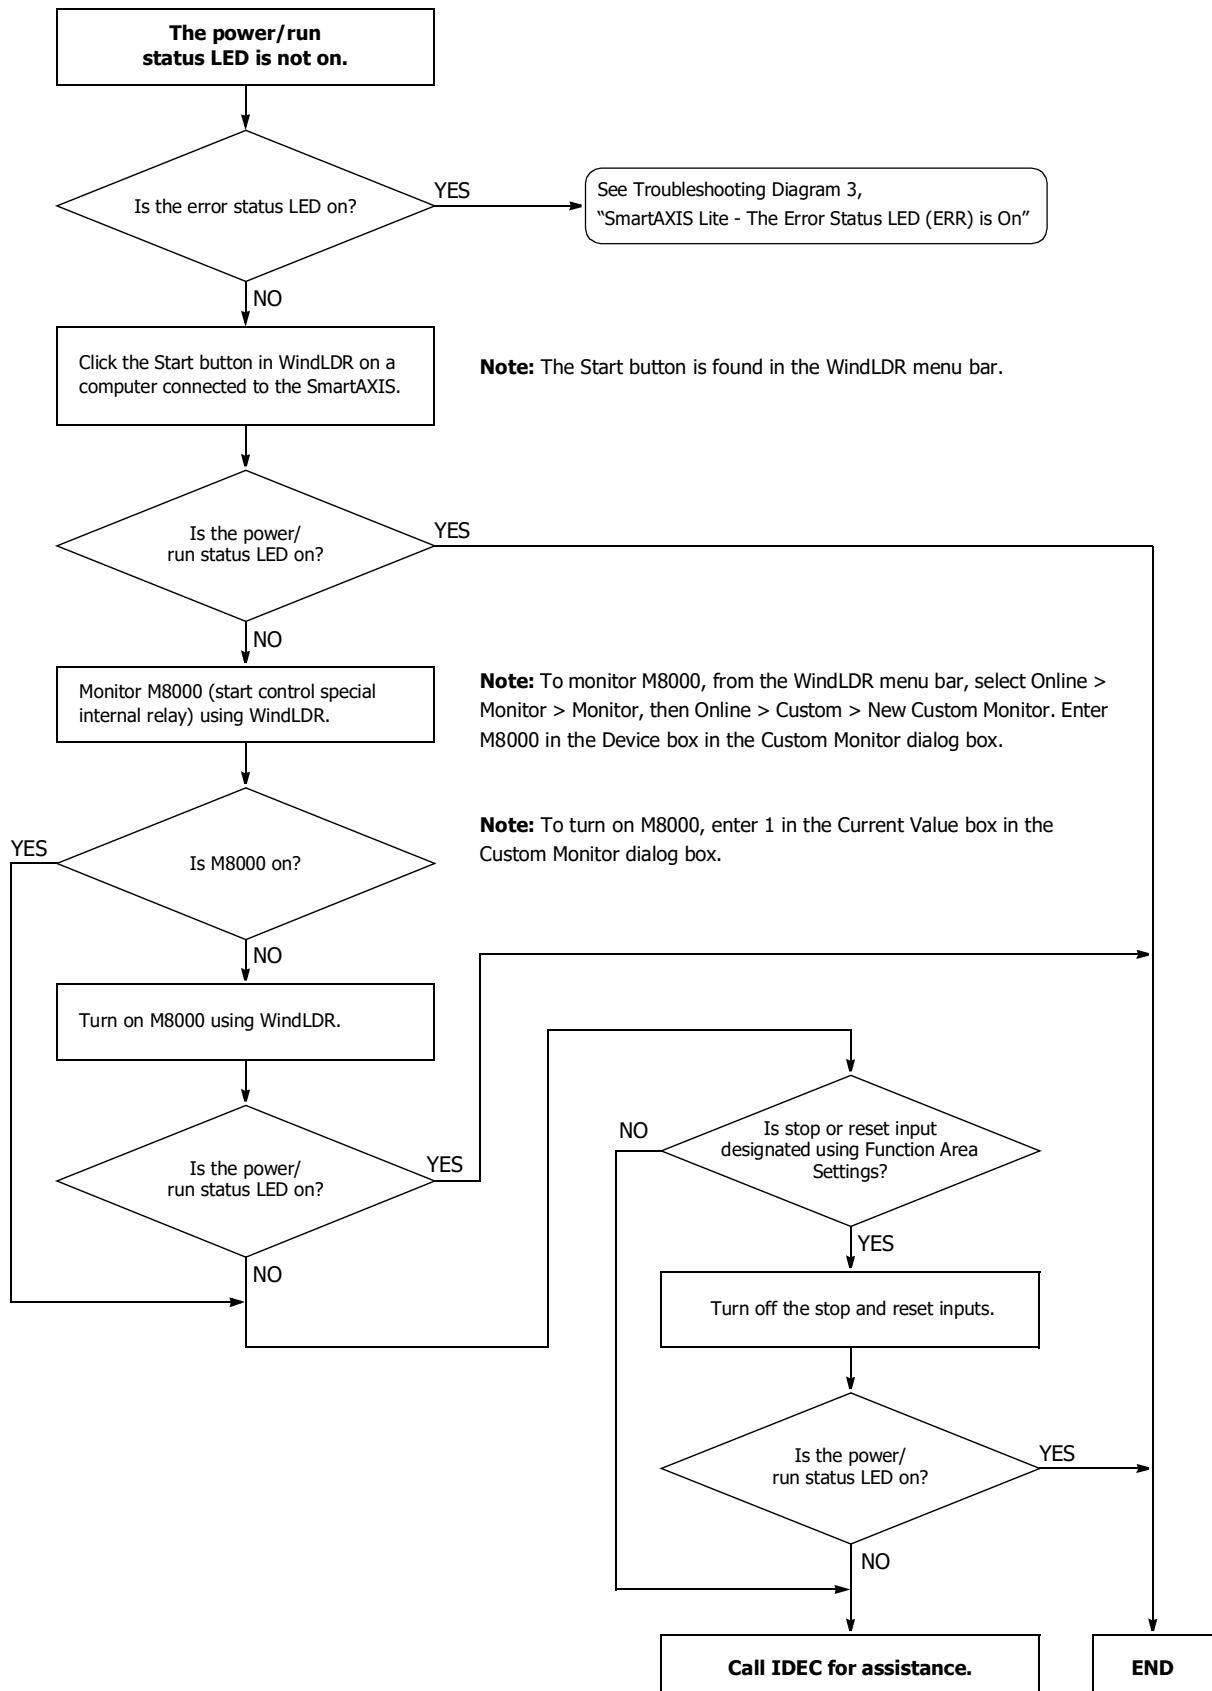 The power/run
status LED is not on.
Is the error status LED on?
YES
See Troubleshooting Diagram 3,
“SmartAXIS Lite - The Error Status LED (ERR) is On”
NO
Click the Start button in WindLDR on a
computer connected to the SmartAXIS.
Note: The Start button is found in the WindLDR menu bar.
Is the power/
run status LED on?
YES
NO
Monitor M8000 (start control special
internal relay) using WindLDR.
Note: To monitor M8000, from the WindLDR menu bar, select Online >
Monitor > Monitor, then Online > Custom > New Custom Monitor. Enter
M8000 in the Device box in the Custom Monitor dialog box.
Note: To turn on M8000, enter 1 in the Current Value box in the
Custom Monitor dialog box.
YES
Is M8000 on?
NO
Turn on M8000 using WindLDR.
Is the power/
run status LED on?
YES
NO
NO
Is stop or reset input
designated using Function Area
Settings?
YES
Turn off the stop and reset inputs.
Is the power/
run status LED on?
YES
NO
Call IDEC for assistance.
END